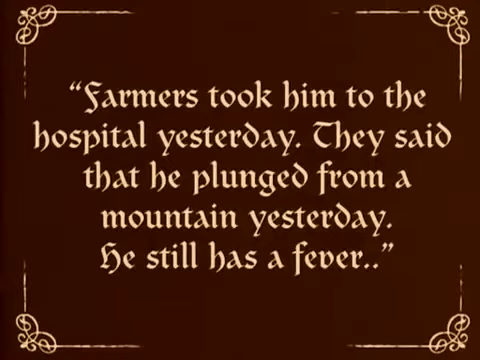 “Farmers took him to the
hospital yesterday. They said
that he plunged from a
mountain yesterday.
He still has a fever..”